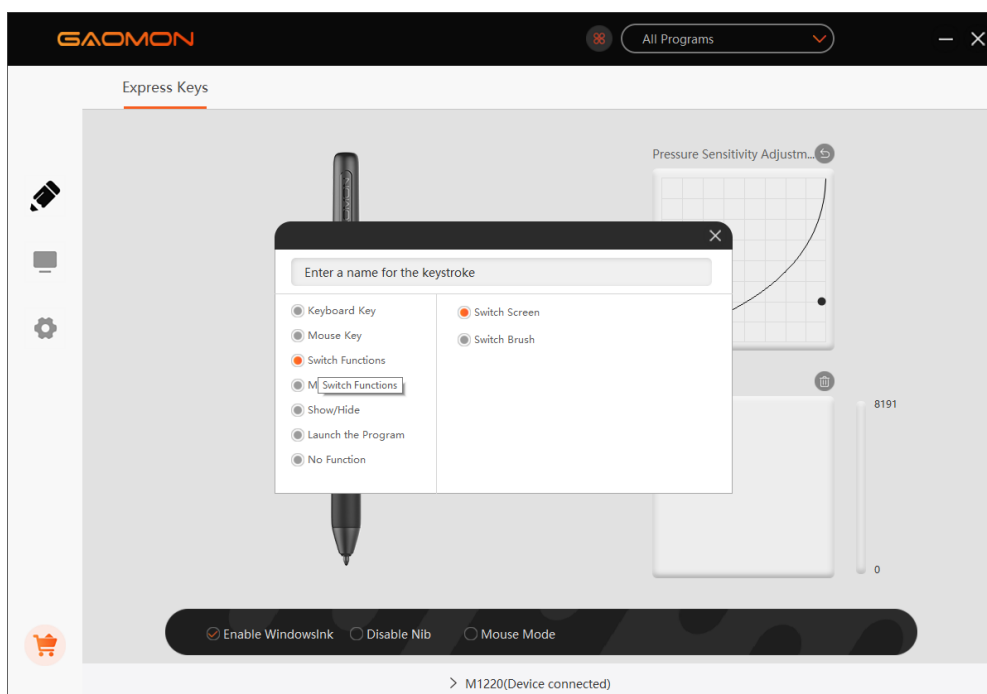 GAOMON
All Programs
Express Keys
Pressure Sensitivity Adjustm...
Enter a name for the keystroke
Keyboard Key
Mouse Key
Switch Functions
M
Switch Functions
Show/Hide
Launch the Program
No Function
Switch Screen
Switch Brush
8191
0
Enable WindowsInk
Disable Nib
Mouse Mode
M1220(Device connected)